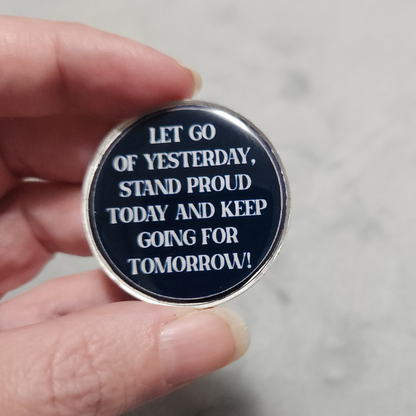 LET GO
OF YESTERDAY,
STAND PROUD
TODAY AND KEEP
GOING FOR
TOMORROW!